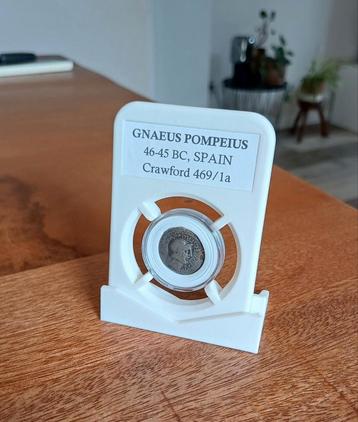 GNAEUS POMPEIUS
46-45 BC, SPAIN
Crawford 469/1a